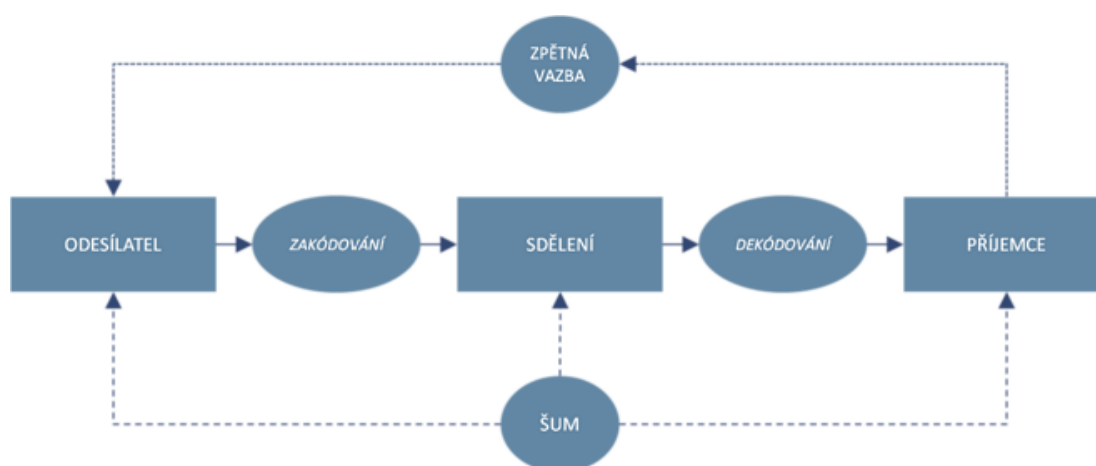 ZPĚTNÁ
VAZBA
ODESÍLATEL
ZAKÓDOVÁNÍ
SDĚLENÍ
DEKÓDOVÁNÍ
PŘÍJEMCE
ŠUM